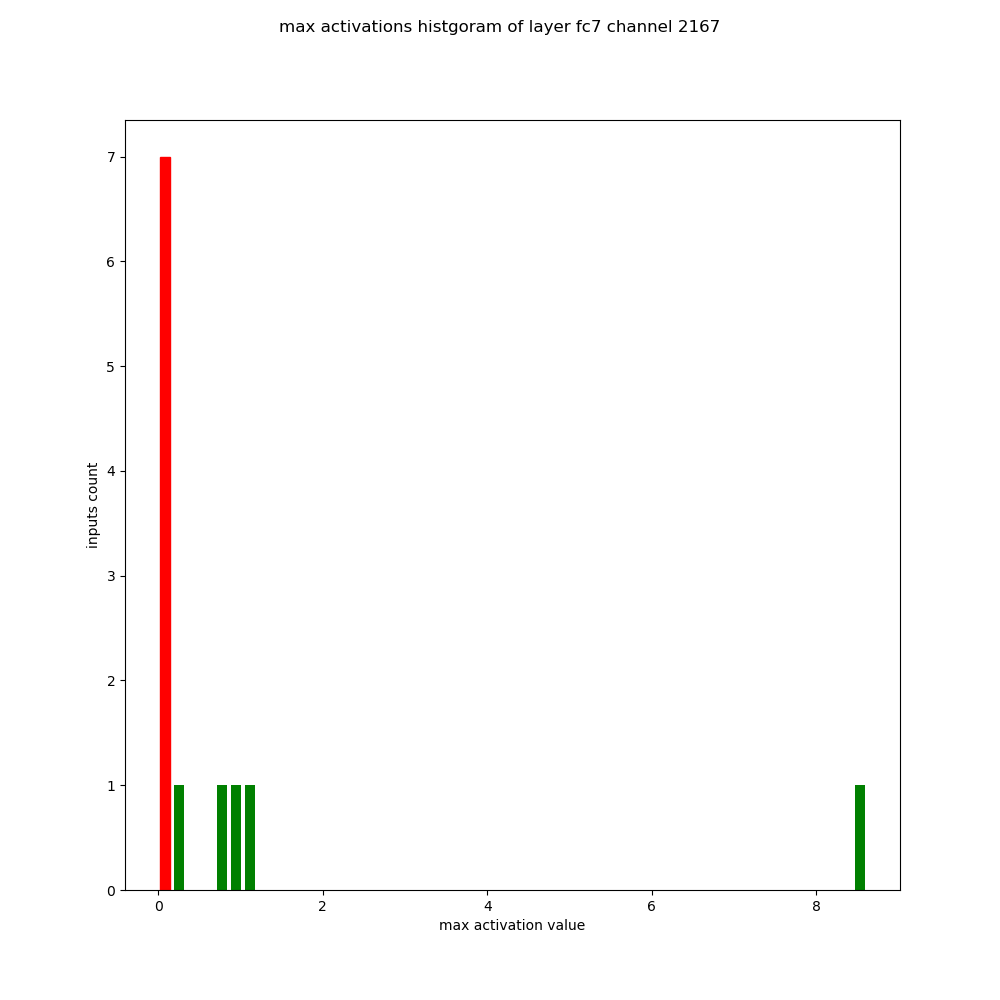 max activations histgoram of layer fc7 channel 2167
7
6
5
4
3
2
1
0
inputs count
0 2 4 6 8
max activation value